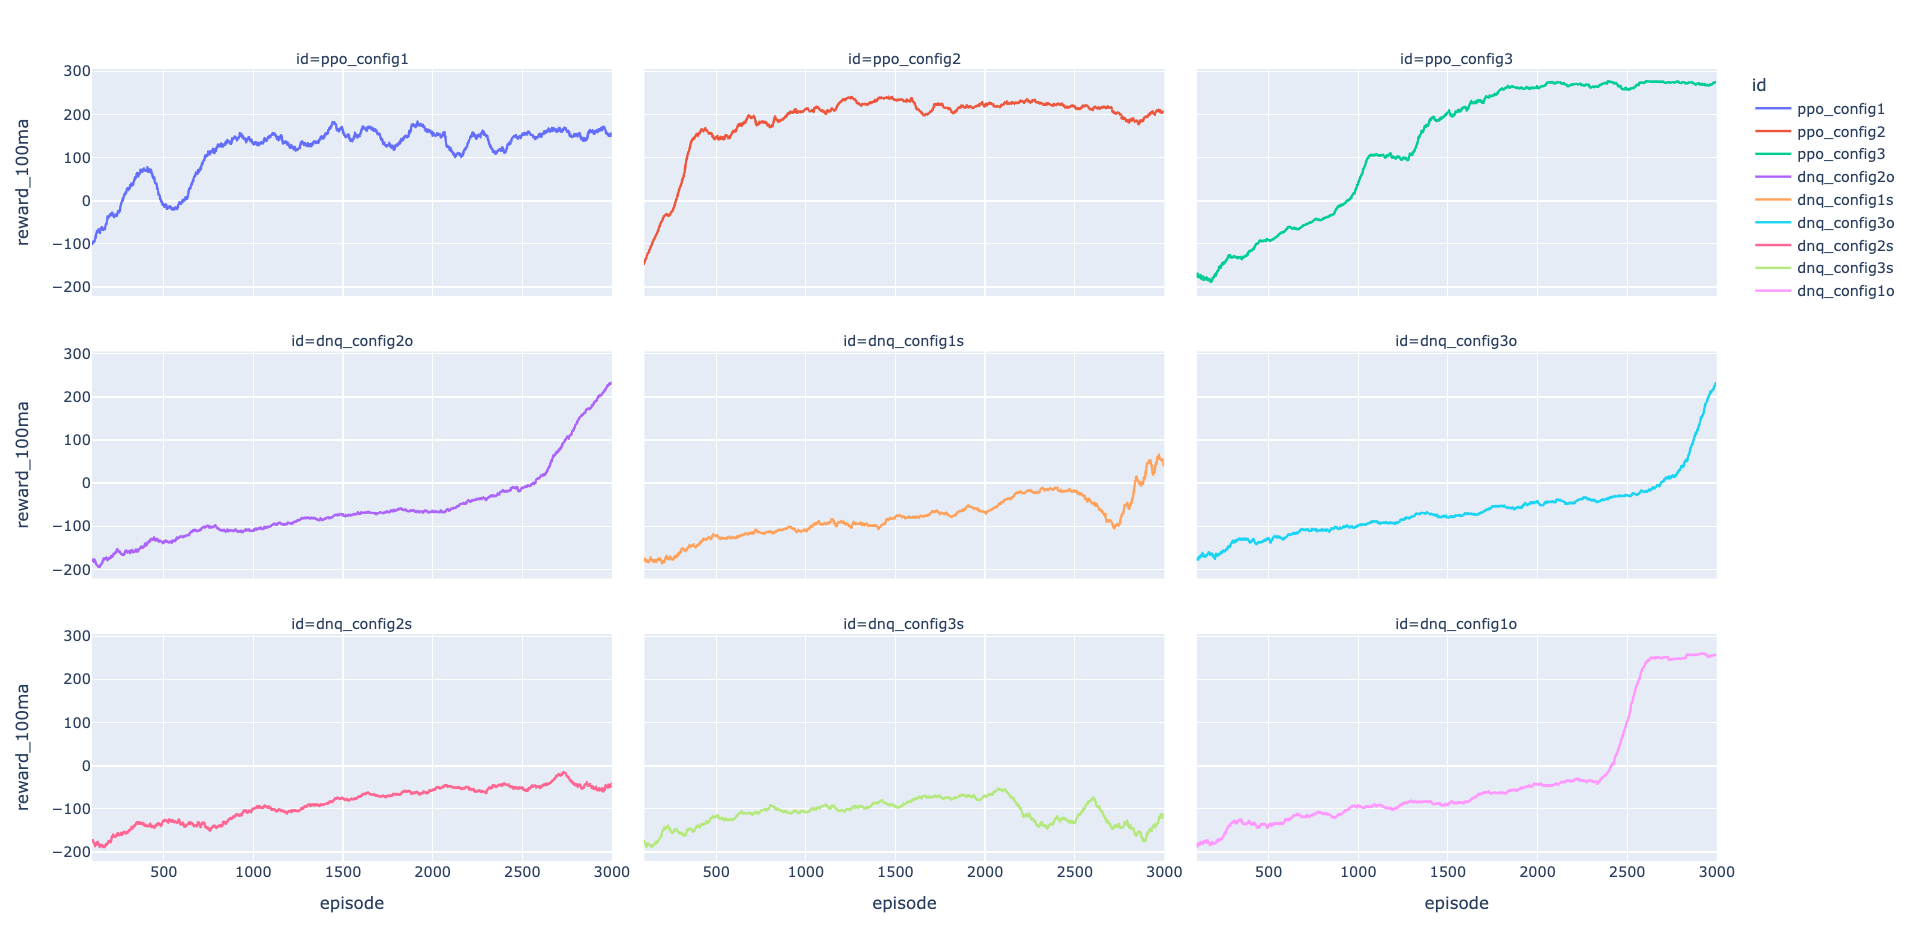 id=ppo_config1
id=ppo_config2
id=ppo_config3
300
200
100
0
−100
−200
reward_100ma
id
ppo_config1
ppo_config2
ppo_config3
dnq_config2o
dnq_config1s
dnq_config3o
dnq_config2s
dnq_config3s
dnq_config1o
id=dnq_config2o
id=dnq_config1s
id=dnq_config3o
300
200
100
0
−100
−200
reward_100ma
id=dnq_config2s
id=dnq_config3s
id=dnq_config1o
300
200
100
0
−100
−200
reward_100ma
500 1000 1500 2000 2500 3000
500 1000 1500 2000 2500 3000
500 1000 1500 2000 2500 3000
episode
episode
episode